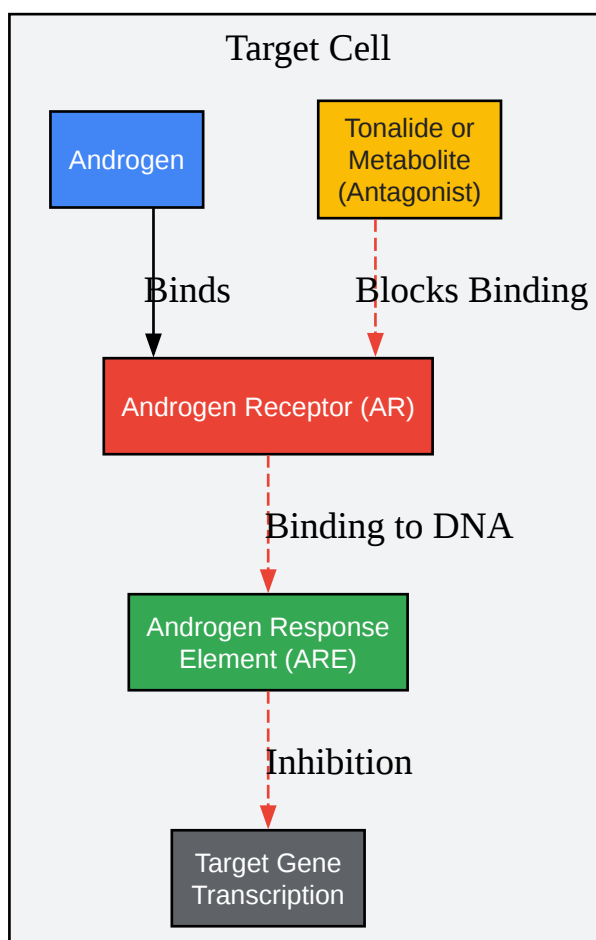 Target Cell
Androgen
Tonalide or
Metabolite
(Antagonist)
Binds
Blocks Binding
Androgen Receptor (AR)
Binding to DNA
Androgen Response
Element (ARE)
Inhibition
Target Gene
Transcription